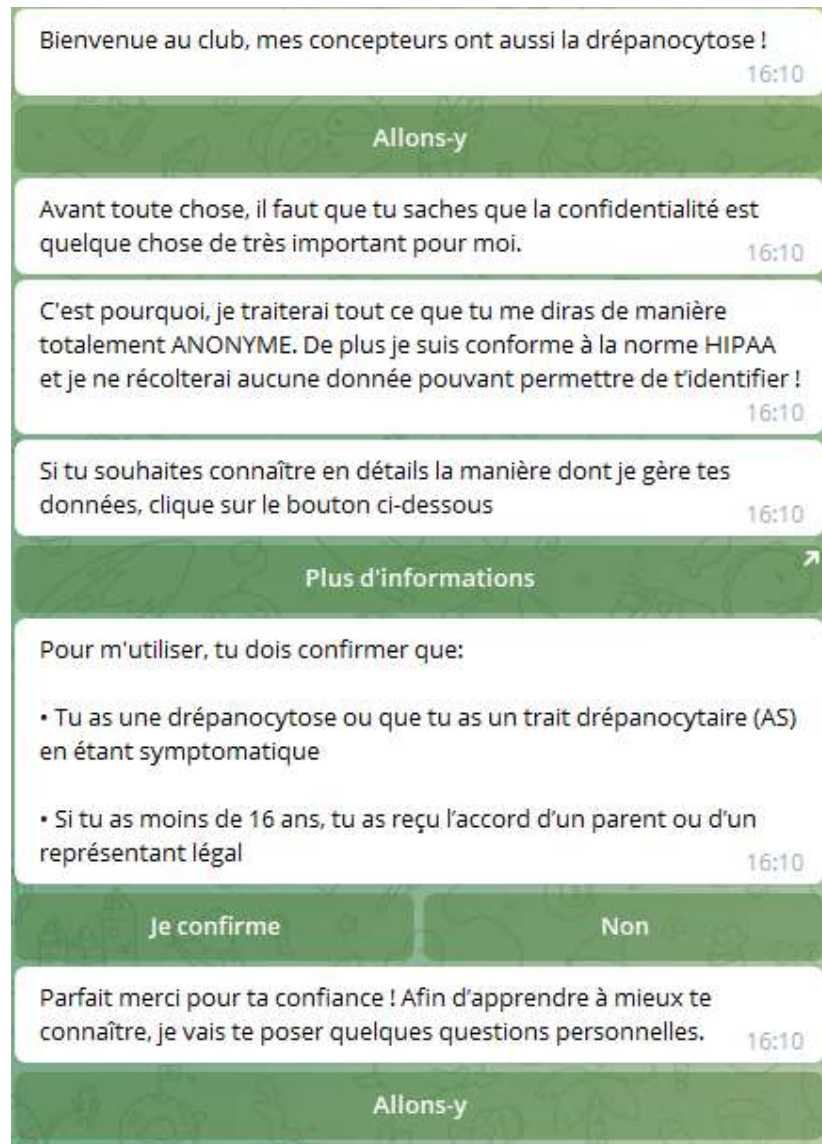 Bienvenue au club, mes concepteurs ont aussi la drépanocytose !
16:10
Allons-y
Avant toute chose, il faut que tu saches que la confidentialité est
quelque chose de très important pour moi.
16:10
C'est pourquoi, je traiterai tout ce que tu me diras de manière
totalement ANONYME. De plus je suis conforme à la norme HIPAA
et je ne récolterai aucune donnée pouvant permettre de t'identifier !
16:10
Si tu souhaites connaître en détails la manière dont je gère tes
données, clique sur le bouton ci-dessous
16:10
Plus d'informations
Pour m'utiliser, tu dois confirmer que:
• Tu as une drépanocytose ou que tu as un trait drépanocytaire (AS)
en étant symptomatique
• Si tu as moins de 16 ans, tu as reçu l'accord d'un parent ou d'un
représentant légal
16:10
Je confirme
Non
Parfait merci pour ta confiance ! Afin d'apprendre à mieux te
connaître, je vais te poser quelques questions personnelles.
16:10
Allons-y